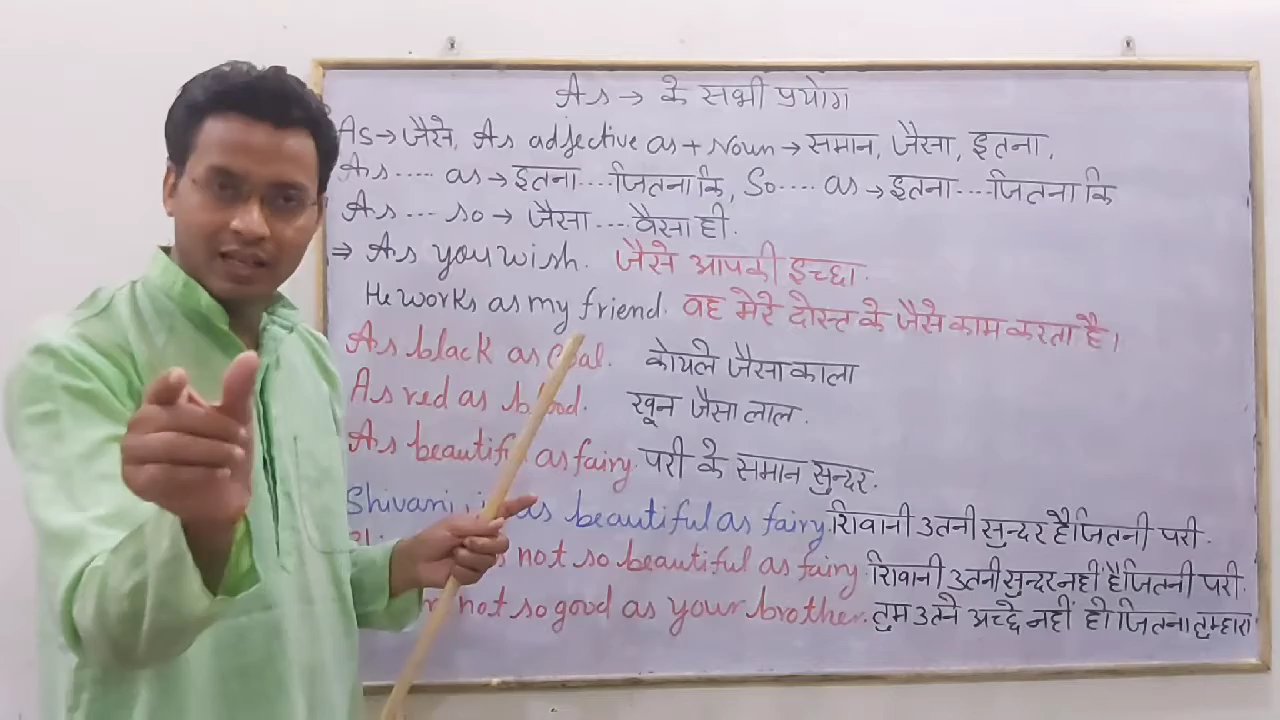 As → के सभी प्रयोग
As → जैसे, As adjective as + Noun → समान, जैसा, इतना,
As ---- as → इतना ---- जितना कि, So ---- as → इतना ---- जितना कि
As --- so → जैसा ---- वैसा ही.
⇒ As you wish. जैसे आपकी इच्छा.
He works as my friend. वह मेरे दोस्त के जैसे काम करता है।
As black as coal. कोयले जैसा काला
As red as blood. खून जैसा लाल.
As beautiful as fairy. परी के समान सुन्दर.
Shivani is as beautiful as fairy. शिवानी उतनी सुन्दर है जितनी परी.
not so beautiful as fairy. शिवानी उतनी सुन्दर नहीं है जितनी परी.
not so good as your brother. तुम उतने अच्छे नहीं हो जितना तुम्हारा